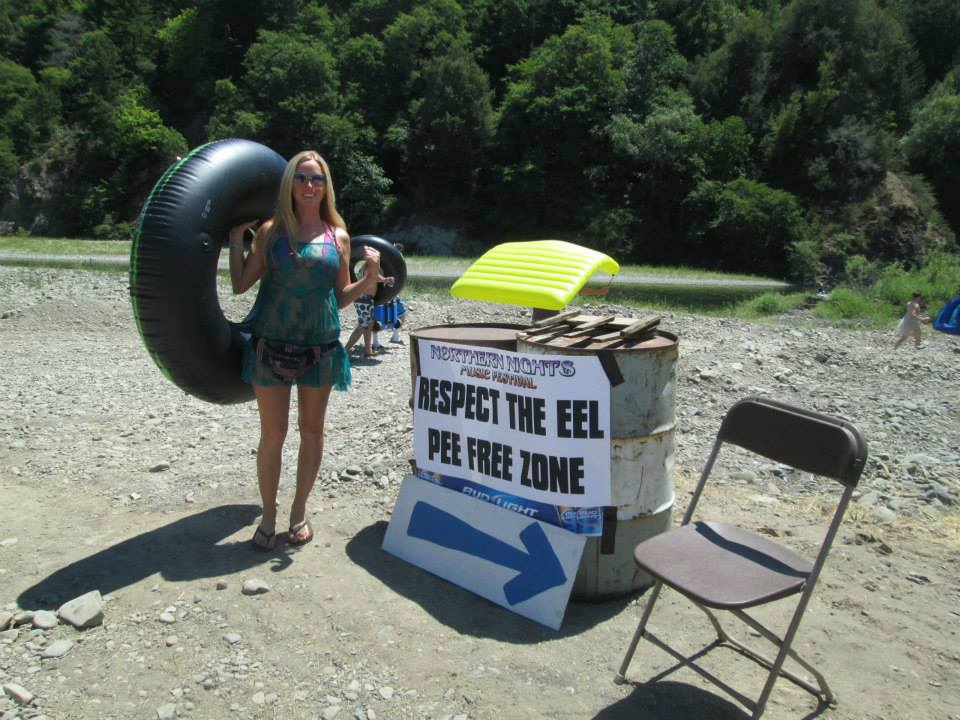 NORTHERN NIGHTS
MUSIC FESTIVAL
RESPECT THE EEL
PEE FREE ZONE
BUD LIGHT